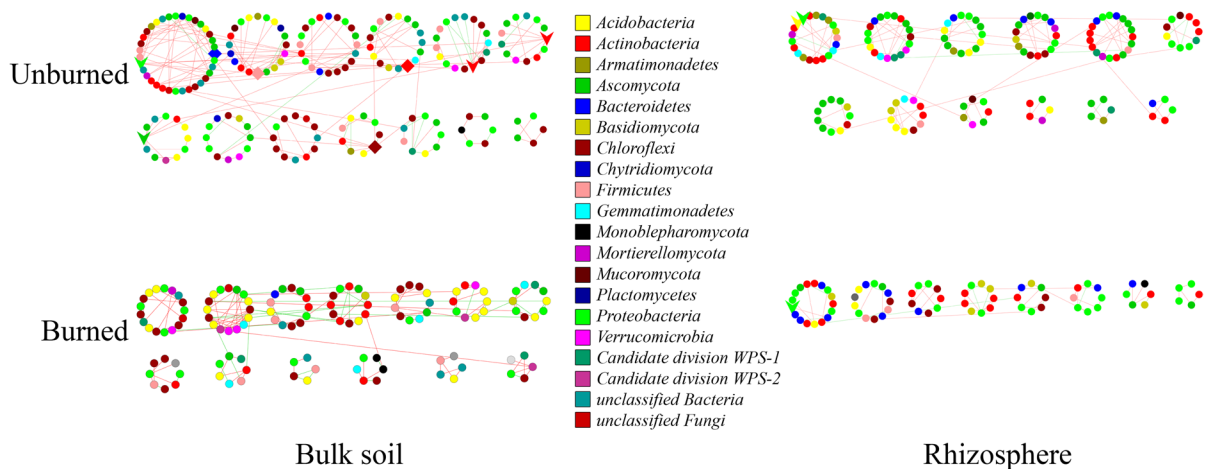 Unburned
Burned
Acidobacteria
Actinobacteria
Armatimonadetes
Ascomycota
Bacteroidetes
Basidiomycota
Chloroflexi
Chytridiomycota
Firmicutes
Gemmatimonadetes
Monoblepharomycota
Mortierellomycota
Mucoromycota
Plactomycetes
Proteobacteria
Verrucomicrobia
Candidate division WPS-1
Candidate division WPS-2
unclassified Bacteria
unclassified Fungi
Bulk soil
Rhizosphere